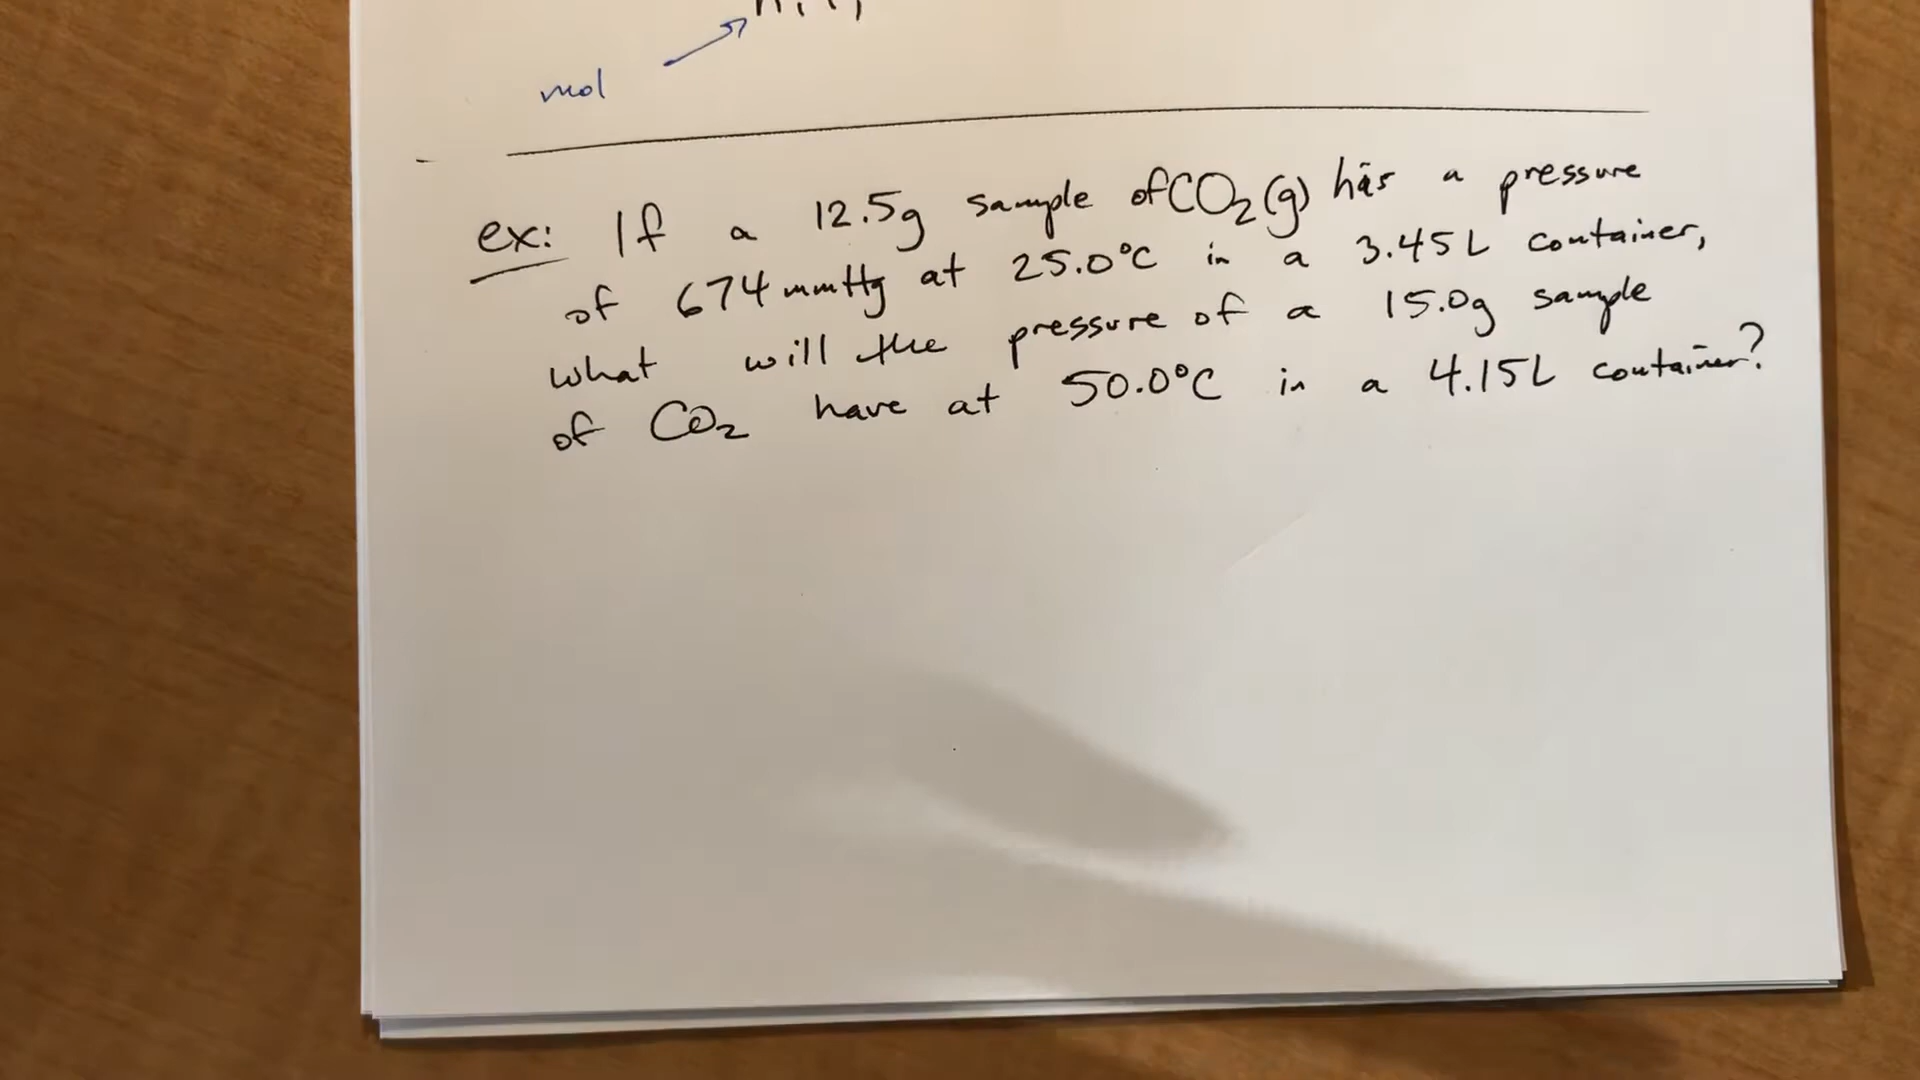 mol
ex: If a 12.5g sample of CO₂(g) has a pressure
of 674 mmHg at 25.0°C in a 3.45L container,
what will the pressure of a 15.0g sample
of CO₂ have at 50.0°C in a 4.15L container?